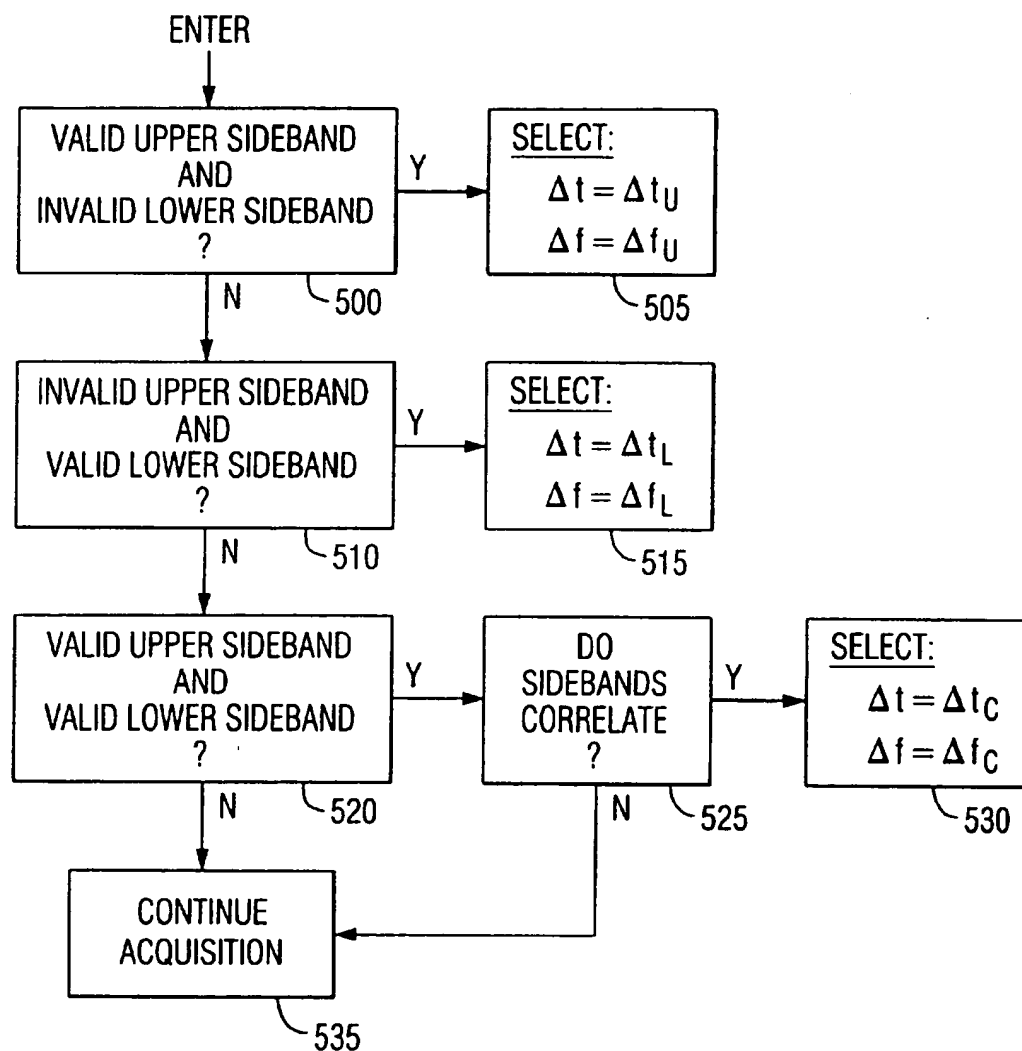 ENTER
VALID UPPER SIDEBAND
AND
INVALID LOWER SIDEBAND
?
Y
N
500
SELECT:
Δt = Δt_U
Δf = Δf_U
505
INVALID UPPER SIDEBAND
AND
VALID LOWER SIDEBAND
?
Y
N
510
SELECT:
Δt = Δt_L
Δf = Δf_L
515
VALID UPPER SIDEBAND
AND
VALID LOWER SIDEBAND
?
Y
N
520
DO
SIDEBANDS
CORRELATE
?
Y
N
525
SELECT:
Δt = Δt_C
Δf = Δf_C
530
CONTINUE
ACQUISITION
535